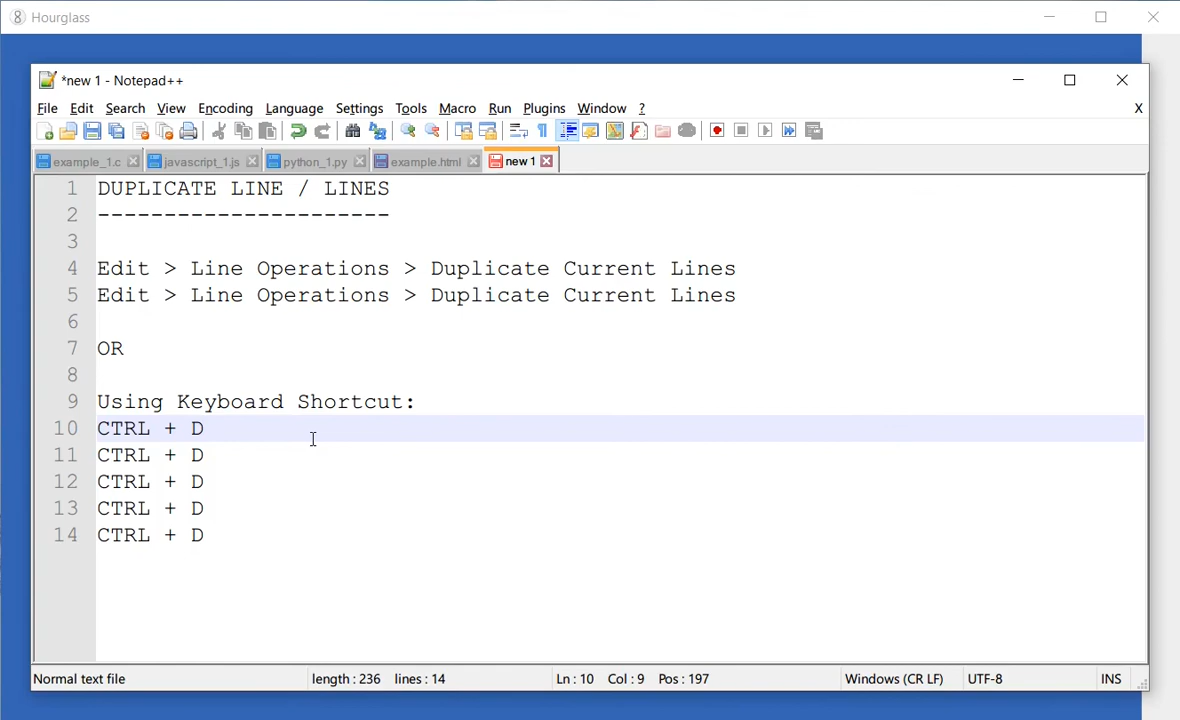 Hourglass
*new 1 - Notepad++
File Edit Search View Encoding Language Settings Tools Macro Run Plugins Window ? X
example_1.c javascript_1.js python_1.py example.html new 1
1 DUPLICATE LINE / LINES
2 ----------------------
3
4 Edit > Line Operations > Duplicate Current Lines
5 Edit > Line Operations > Duplicate Current Lines
6
7 OR
8
9 Using Keyboard Shortcut:
10 CTRL + D
11 CTRL + D
12 CTRL + D
13 CTRL + D
14 CTRL + D
Normal text file length : 236 lines : 14 Ln : 10 Col : 9 Pos : 197 Windows (CR LF) UTF-8 INS